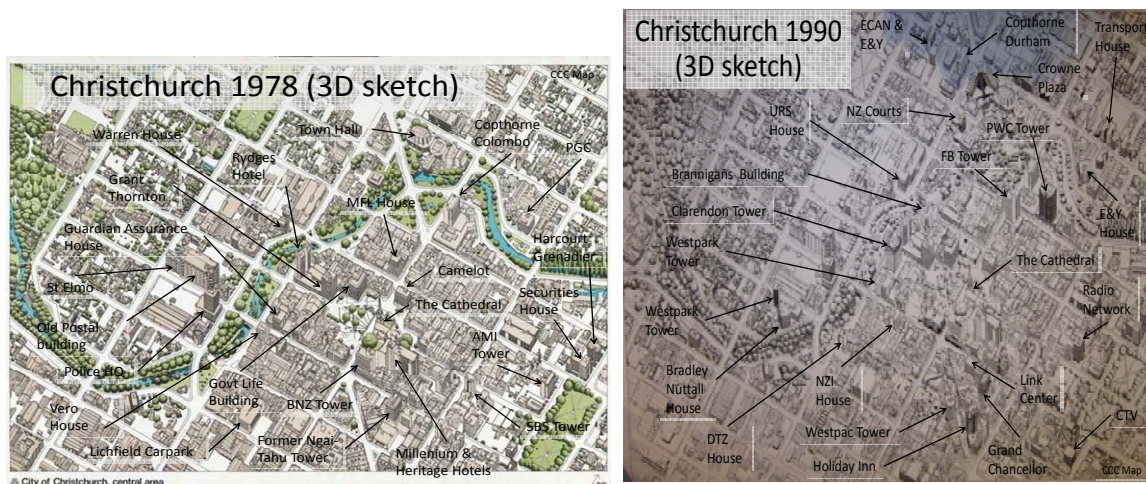 Christchurch 1978 (3D sketch)
CCC Map
Warren House
Town Hall
Copthorne
Colombo
PGC
Rydges
Hotel
Grant
Thornton
MFL House
Guardian Assurance
House
Harcourt
Grenadier
St Elmo
Camelot
The Cathedral
Securities
House
Old Postal
building
AMI
Tower
Police HQ
Govt Life
Building
BNZ Tower
Vero
House
SBS Tower
Lichfield Carpark
Former Ngai-
Tahu Tower
Millenium &
Heritage Hotels
City of Christchurch, central area
Christchurch 1990
(3D sketch)
ECAN &
E&Y
Copthorne
Durham
Transport
House
Crowne
Plaza
URS
House
NZ Courts
PWC Tower
Brannigans Building
FB Tower
Clarendon Tower
E&Y
House
Westpark
Tower
The Cathedral
Radio
Network
Westpark
Tower
Bradley
Nuttall
House
NZI
House
Link
Center
CTV
DTZ
House
Westpac Tower
Grand
Chancellor
Holiday Inn
CCC Map